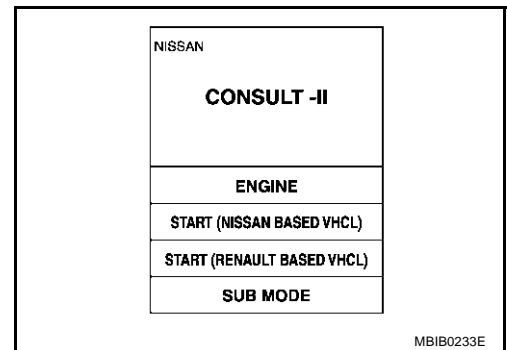 NISSAN
CONSULT -II
ENGINE
START (NISSAN BASED VHCL)
START (RENAULT BASED VHCL)
SUB MODE
MBIB0233E